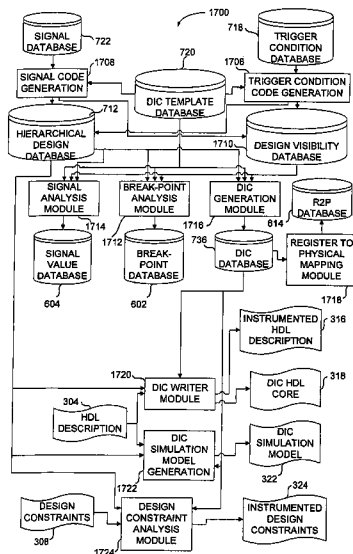 1700
SIGNAL DATABASE
722
720
718
TRIGGER CONDITION DATABASE
1708
SIGNAL CODE GENERATION
712
DIC TEMPLATE DATABASE
1706
TRIGGER CONDITION CODE GENERATION
HIERARCHICAL DESIGN DATABASE
1710
DESIGN VISIBILITY DATABASE
SIGNAL ANALYSIS MODULE
1714
BREAK-POINT ANALYSIS MODULE
1712
DIC GENERATION MODULE
1716
R2P DATABASE
614
SIGNAL VALUE DATABASE
604
BREAK-POINT DATABASE
602
736
DIC DATABASE
REGISTER TO PHYSICAL MAPPING MODULE
1718
INSTRUMENTED HDL DESCRIPTION
316
1720
DIC WRITER MODULE
DIC HDL CORE
318
304
HDL DESCRIPTION
DIC SIMULATION MODEL GENERATION
1722
DIC SIMULATION MODEL
322
DESIGN CONSTRAINTS
308
DESIGN CONSTRAINT ANALYSIS MODULE
1724
324
INSTRUMENTED DESIGN CONSTRAINTS